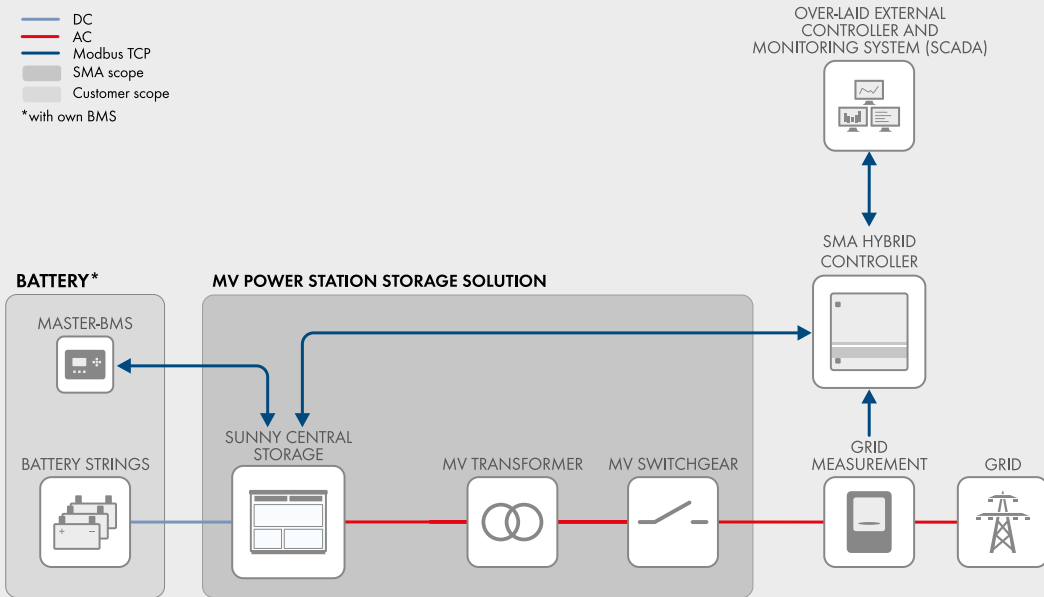 DC
AC
Modbus TCP
SMA scope
Customer scope
*with own BMS
OVER-LAID EXTERNAL
CONTROLLER AND
MONITORING SYSTEM (SCADA)
SMA HYBRID
CONTROLLER
BATTERY*
MV POWER STATION STORAGE SOLUTION
MASTER-BMS
SUNNY CENTRAL
STORAGE
BATTERY STRINGS
MV TRANSFORMER
MV SWITCHGEAR
GRID
MEASUREMENT
GRID